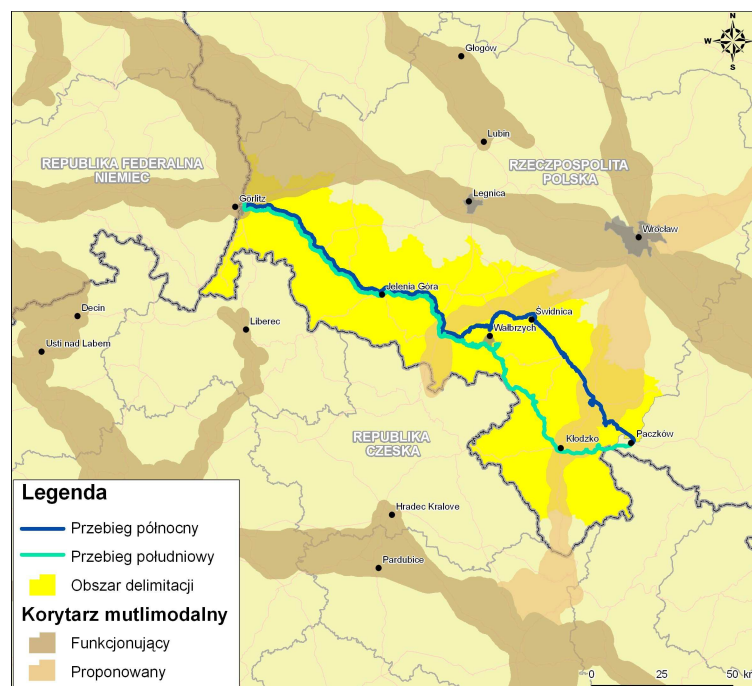 N
W
E
S
Głogów
Lubin
REPUBLIKA FEDERALNA
NIEMIEC
RZECZPOSPOLITA
POLSKA
Legnica
Görlitz
Wrocław
Jelenia Góra
Decin
Liberec
Świdnica
Wałbrzych
Usti nad Labem
REPUBLIKA
CZESKA
Kłodzko
Paczków
Legenda
Przebieg północny
Przebieg południowy
Obszar delimitacji
Korytarz mutlimodalny
Funkcjonujący
Proponowany
Hradec Kralove
Pardubice
0 25 50 km